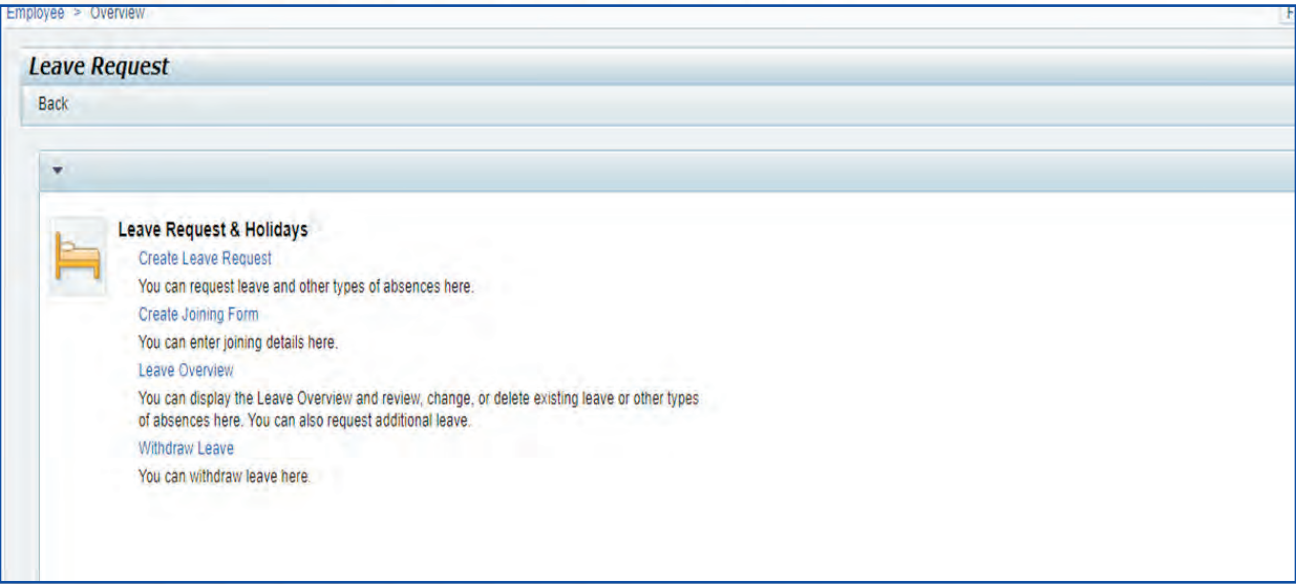 Employee > Overview
Leave Request
Back
Leave Request & Holidays
Create Leave Request
You can request leave and other types of absences here.
Create Joining Form
You can enter joining details here.
Leave Overview
You can display the Leave Overview and review, change, or delete existing leave or other types
of absences here. You can also request additional leave.
Withdraw Leave
You can withdraw leave here.